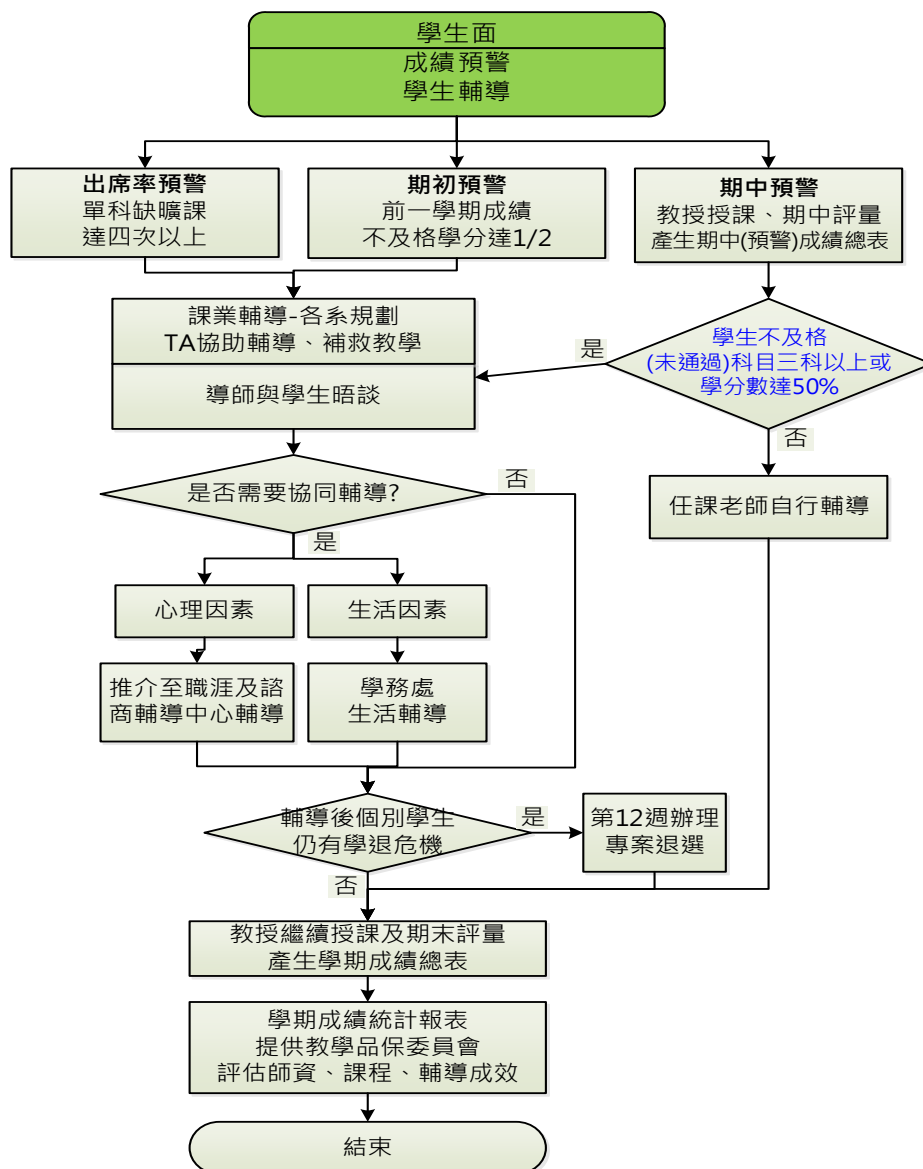 學生面
成績預警
學生輔導
出席率預警
單科缺曠課
達四次以上
期初預警
前一學期成績
不及格學分達1/2
期中預警
教授授課、期中評量
產生期中(預警)成績總表
課業輔導-各系規劃
TA協助輔導、補救教學
導師與學生晤談
是
學生不及格
(未通過)科目三科以上或
學分數達50%
否
任課老師自行輔導
是否需要協同輔導?
否
是
心理因素
生活因素
推介至職涯及諮
商輔導中心輔導
學務處
生活輔導
輔導後個別學生
仍有學退危機
是
第12週辦理
專案退選
否
教授繼續授課及期末評量
產生學期成績總表
學期成績統計報表
提供教學品保委員會
評估師資、課程、輔導成效
結束